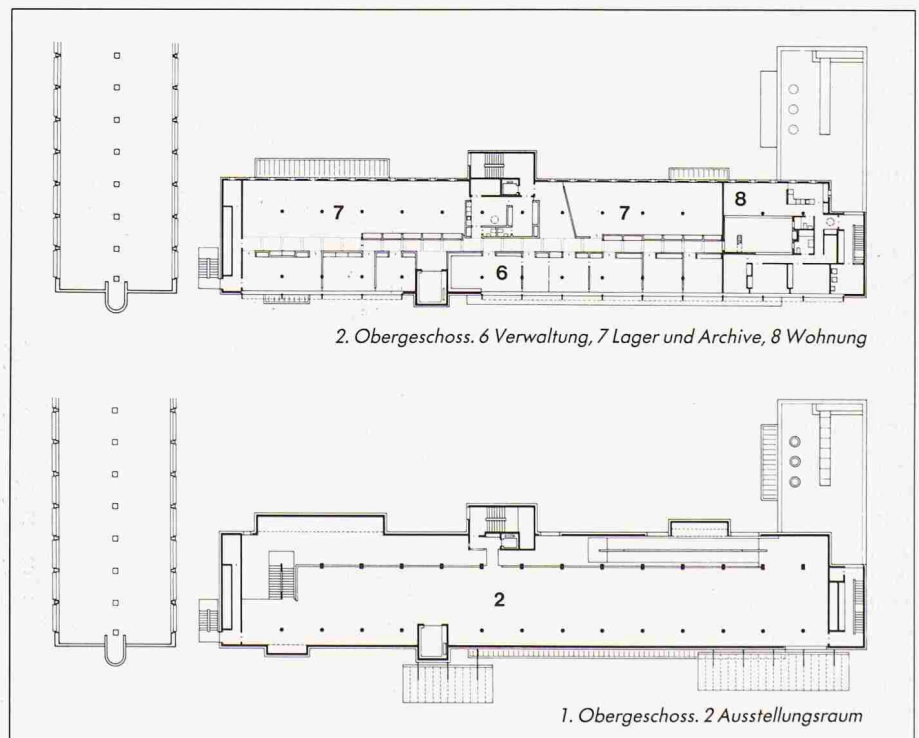 7
7
8
6
2. Obergeschoss. 6 Verwaltung, 7 Lager und Archive, 8 Wohnung
2
1. Obergeschoss. 2 Ausstellungsraum